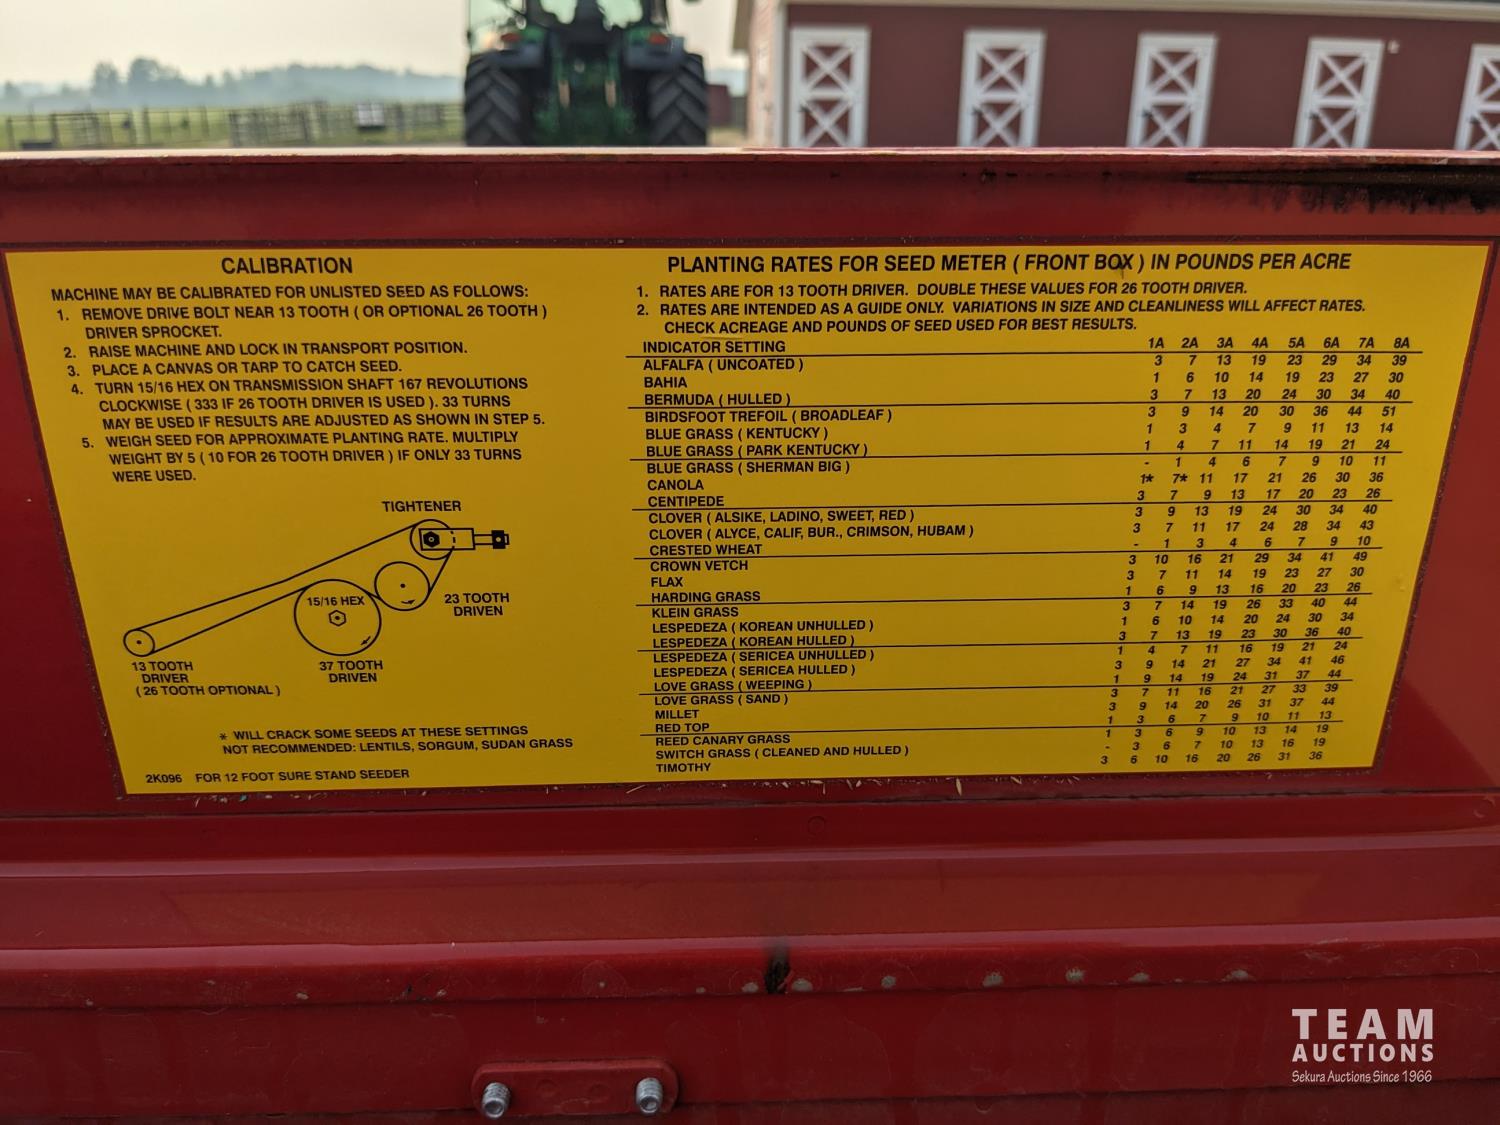 CALIBRATION
MACHINE MAY BE CALIBRATED FOR UNLISTED SEED AS FOLLOWS:
1. REMOVE DRIVE BOLT NEAR 13 TOOTH ( OR OPTIONAL 26 TOOTH )
DRIVER SPROCKET.
2. RAISE MACHINE AND LOCK IN TRANSPORT POSITION.
3. PLACE A CANVAS OR TARP TO CATCH SEED.
4. TURN 15/16 HEX ON TRANSMISSION SHAFT 167 REVOLUTIONS
CLOCKWISE ( 333 IF 26 TOOTH DRIVER IS USED ). 33 TURNS
MAY BE USED IF RESULTS ARE ADJUSTED AS SHOWN IN STEP 5.
5. WEIGH SEED FOR APPROXIMATE PLANTING RATE. MULTIPLY
WEIGHT BY 5 ( 10 FOR 26 TOOTH DRIVER ) IF ONLY 33 TURNS
WERE USED.
TIGHTENER
15/16 HEX
23 TOOTH
DRIVEN
13 TOOTH
DRIVER
( 26 TOOTH OPTIONAL )
37 TOOTH
DRIVEN
* WILL CRACK SOME SEEDS AT THESE SETTINGS
NOT RECOMMENDED: LENTILS, SORGUM, SUDAN GRASS
2K096 FOR 12 FOOT SURE STAND SEEDER
PLANTING RATES FOR SEED METER ( FRONT BOX ) IN POUNDS PER ACRE
1. RATES ARE FOR 13 TOOTH DRIVER. DOUBLE THESE VALUES FOR 26 TOOTH DRIVER.
2. RATES ARE INTENDED AS A GUIDE ONLY. VARIATIONS IN SIZE AND CLEANLINESS WILL AFFECT RATES.
CHECK ACREAGE AND POUNDS OF SEED USED FOR BEST RESULTS.
INDICATOR SETTING 1A 2A 3A 4A 5A 6A 7A 8A
ALFALFA ( UNCOATED ) 3 7 13 19 23 29 34 39
BAHIA 1 6 10 14 19 23 27 30
BERMUDA ( HULLED ) 3 7 13 20 24 30 34 40
BIRDSFOOT TREFOIL ( BROADLEAF ) 3 9 14 20 30 36 44 51
BLUE GRASS ( KENTUCKY ) 1 3 4 7 9 11 13 14
BLUE GRASS ( PARK KENTUCKY ) 1 4 7 11 14 19 21 24
BLUE GRASS ( SHERMAN BIG ) - 1 4 6 7 9 10 11
CANOLA 1* 7* 11 17 21 26 30 36
CENTIPEDE 3 7 9 13 17 20 23 26
CLOVER ( ALSIKE, LADINO, SWEET, RED ) 3 9 13 19 24 30 34 40
CLOVER ( ALYCE, CALIF, BUR., CRIMSON, HUBAM ) 3 7 11 17 24 28 34 43
CRESTED WHEAT - 1 3 4 6 7 9 10
CROWN VETCH 3 10 16 21 29 34 41 49
FLAX 3 7 11 14 19 23 27 30
HARDING GRASS 1 6 9 13 16 20 23 26
KLEIN GRASS 3 7 14 19 26 33 40 44
LESPEDEZA ( KOREAN UNHULLED ) 1 6 10 14 20 24 30 34
LESPEDEZA ( KOREAN HULLED ) 3 7 13 19 23 30 36 40
LESPEDEZA ( SERICEA UNHULLED ) 1 4 7 11 16 19 21 24
LESPEDEZA ( SERICEA HULLED ) 3 9 14 21 27 34 41 46
LOVE GRASS ( WEEPING ) 1 9 14 19 24 31 37 44
LOVE GRASS ( SAND ) 3 7 11 16 21 27 33 39
MILLET 3 9 14 20 26 31 37 44
RED TOP 1 3 6 7 9 10 11 13
REED CANARY GRASS 1 3 6 9 10 13 14 19
SWITCH GRASS ( CLEANED AND HULLED ) - 3 6 7 10 13 16 19
TIMOTHY 3 6 10 16 20 26 31 36
TEAM
AUCTIONS
Sekura Auctions Since 1966